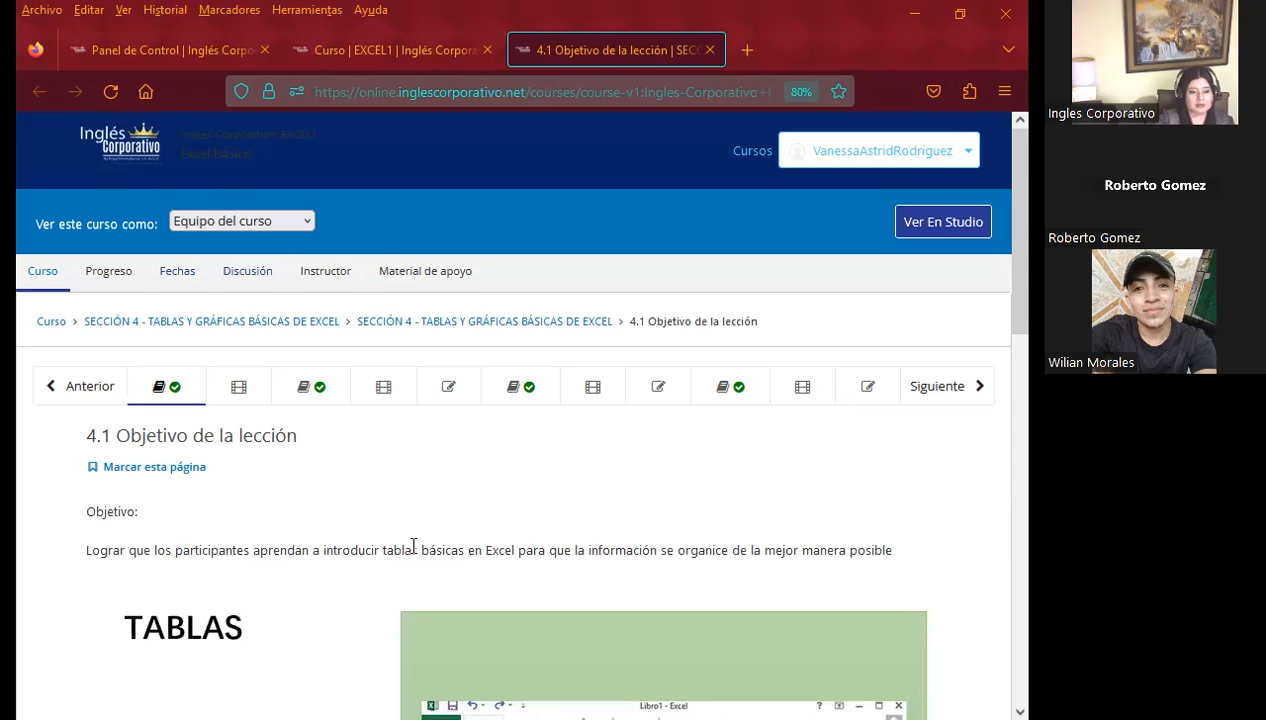 Archivo Editar Ver Historial Marcadores Herramientas Ayuda
Panel de Control | Inglés Corpo
Curso | EXCEL1 | Inglés Corpora
4.1 Objetivo de la lección | SEC
https://online.inglescorporativo.net/courses/course-v1:Ingles-Corporativo+
80%
Inglés Corporativo
Ingles-Corporativo: EXCEL1
Excel Básico
Cursos
VanessaAstridRodriguez
Ver este curso como:
Equipo del curso
Ver En Studio
Curso Progreso Fechas Discusión Instructor Material de apoyo
Curso > SECCIÓN 4 - TABLAS Y GRÁFICAS BÁSICAS DE EXCEL > SECCIÓN 4 - TABLAS Y GRÁFICAS BÁSICAS DE EXCEL > 4.1 Objetivo de la lección
Anterior
Siguiente
4.1 Objetivo de la lección
Marcar esta página
Objetivo:
Lograr que los participantes aprendan a introducir tablas básicas en Excel para que la información se organice de la mejor manera posible
TABLAS
Libro1 - Excel
Ingles Corporativo
Roberto Gomez
Roberto Gomez
Wilian Morales